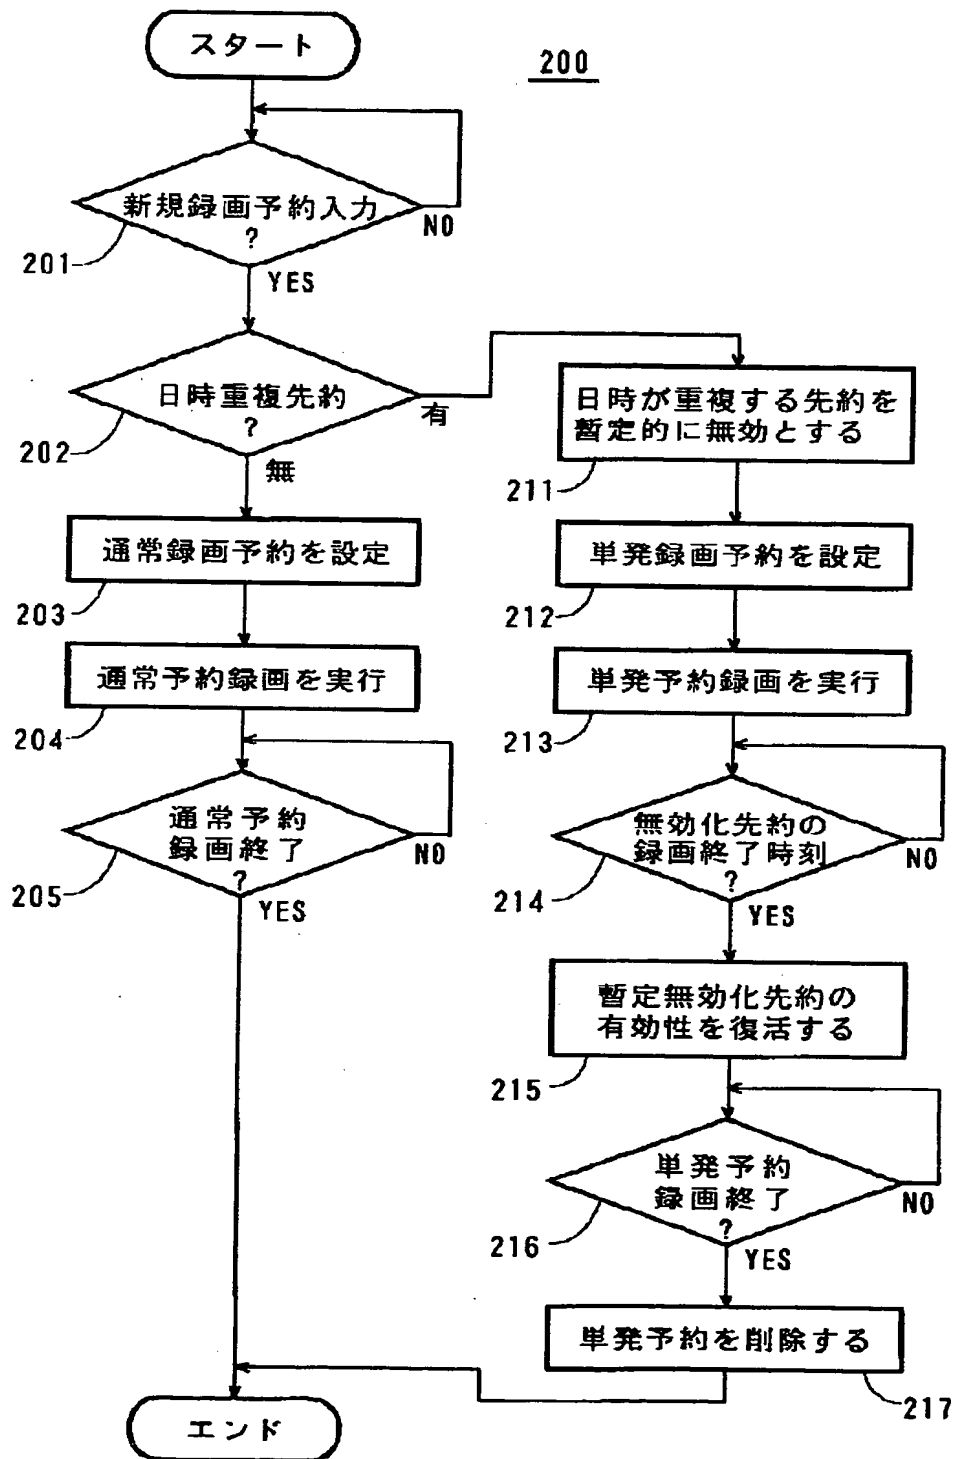 スタート
200
新規録画予約入力
?
NO
201
YES
日時重複先約
?
有
202
無
通常録画予約を設定
203
通常予約録画を実行
204
通常予約
録画終了
?
NO
205
YES
日時が重複する先約を
暫定的に無効とする
211
単発録画予約を設定
212
単発予約録画を実行
213
無効化先約の
録画終了時刻
?
NO
214
YES
暫定無効化先約の
有効性を復活する
215
単発予約
録画終了
?
NO
216
YES
単発予約を削除する
217
エンド